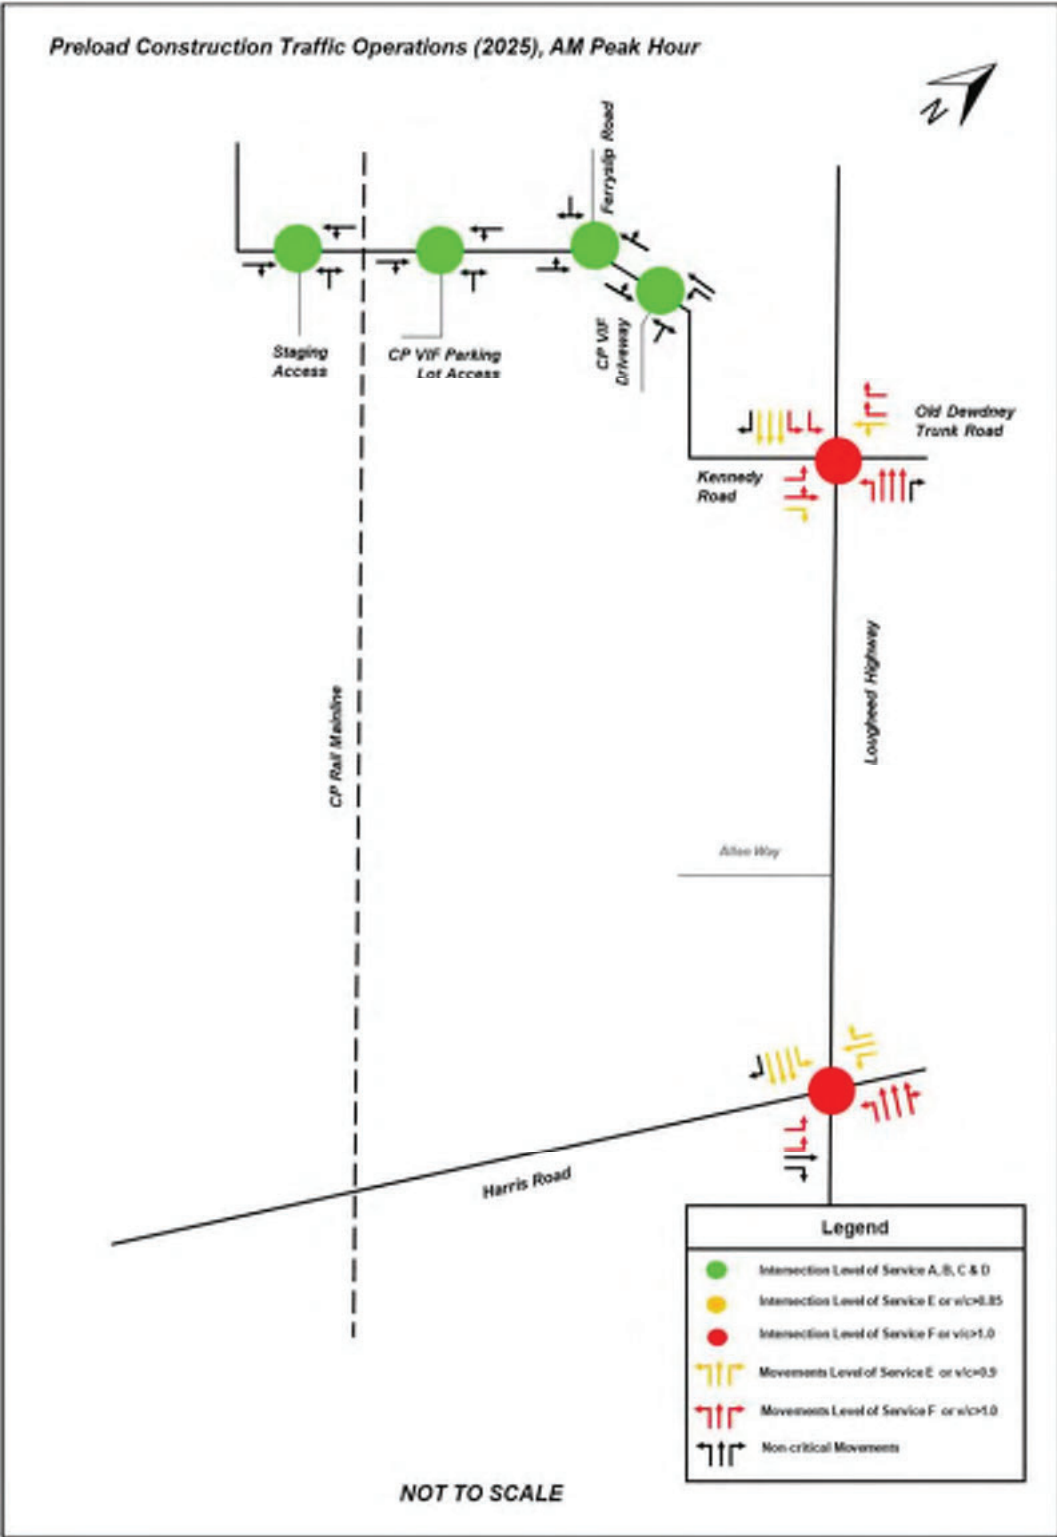 Preload Construction Traffic Operations (2025), AM Peak Hour
N
Ferryslip Road
Staging
Access
CP VIF Parking
Lot Access
CP VIF
Driveway
Old Dewdney
Trunk Road
Kennedy
Road
Lougheed Highway
CP Rail Mainline
Allen Way
Harris Road
Legend
Intersection Level of Service A, B, C & D
Intersection Level of Service E or v/c>0.85
Intersection Level of Service F or v/c>1.0
Movements Level of Service E or v/c>0.9
Movements Level of Service F or v/c>1.0
Non-critical Movements
NOT TO SCALE